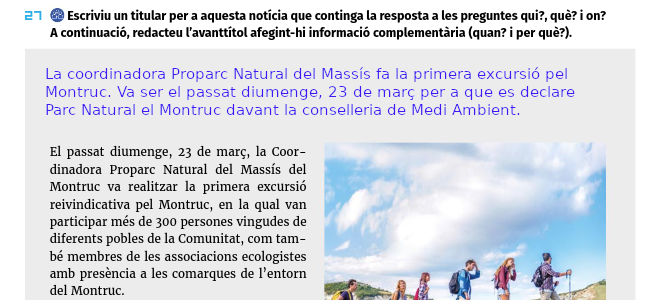 27 Escriviu un titular per a aquesta notícia que continga la resposta a les preguntes qui?, què? i on?
A continuació, redacteu l'avanttítol afegint-hi informació complementària (quan? i per què?).
La coordinadora Proparc Natural del Massís fa la primera excursió pel
Montruc. Va ser el passat diumenge, 23 de març per a que es declare
Parc Natural el Montruc davant la conselleria de Medi Ambient.
El passat diumenge, 23 de març, la Coor-
dinadora Proparc Natural del Massís del
Montruc va realitzar la primera excursió
reivindicativa pel Montruc, en la qual van
participar més de 300 persones vingudes de
diferents pobles de la Comunitat, com tam-
bé membres de les associacions ecologistes
amb presència a les comarques de l'entorn
del Montruc.